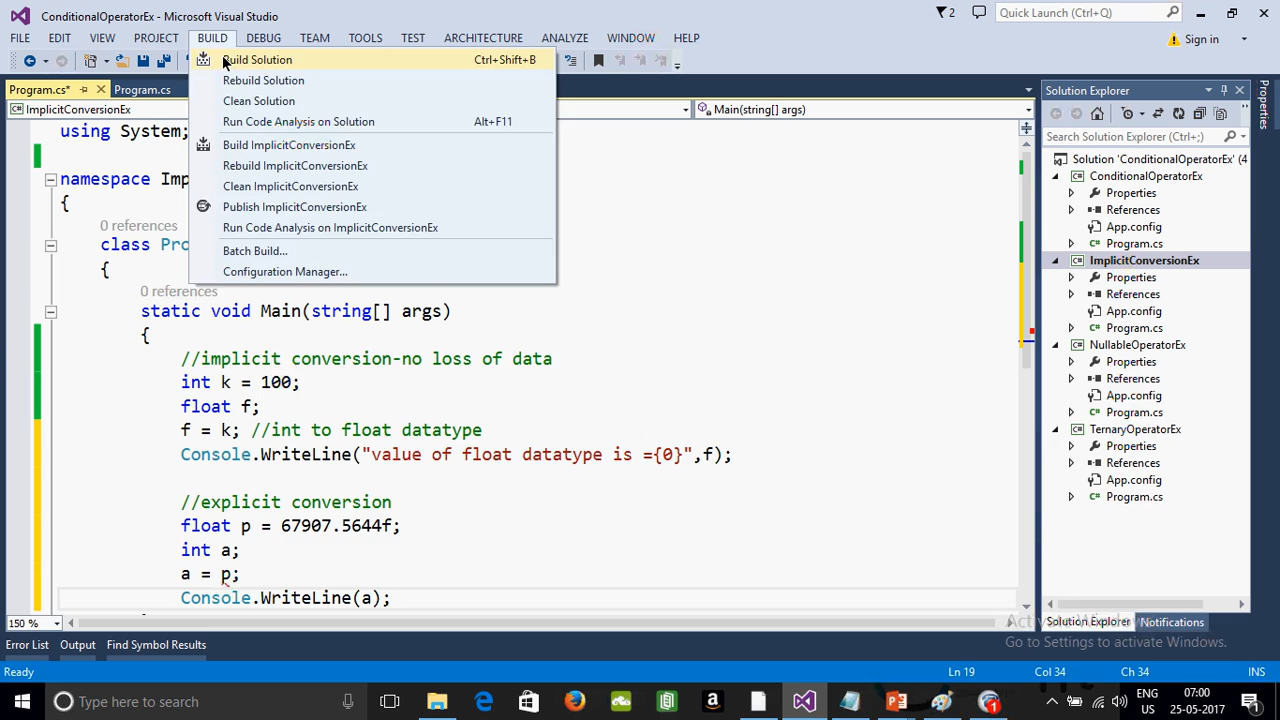 ConditionalOperatorEx - Microsoft Visual Studio
2
Quick Launch (Ctrl+Q)
FILE EDIT VIEW PROJECT BUILD DEBUG TEAM TOOLS TEST ARCHITECTURE ANALYZE WINDOW HELP
Sign in
Build Solution Ctrl+Shift+B
Rebuild Solution
Clean Solution
Run Code Analysis on Solution Alt+F11
Build ImplicitConversionEx
Rebuild ImplicitConversionEx
Clean ImplicitConversionEx
Publish ImplicitConversionEx
Run Code Analysis on ImplicitConversionEx
Batch Build...
Configuration Manager...
Program.cs* Program.cs
ImplicitConversionEx
Main(string[] args)
using System;
namespace Imp
{
0 references
class Pro
{
0 references
static void Main(string[] args)
{
//implicit conversion-no loss of data
int k = 100;
float f;
f = k; //int to float datatype
Console.WriteLine("value of float datatype is ={0}",f);
//explicit conversion
float p = 67907.5644f;
int a;
a = p;
Console.WriteLine(a);
150 %
Solution Explorer
Search Solution Explorer (Ctrl+;)
Solution 'ConditionalOperatorEx' (4
ConditionalOperatorEx
Properties
References
App.config
Program.cs
ImplicitConversionEx
Properties
References
App.config
Program.cs
NullableOperatorEx
Properties
References
App.config
Program.cs
TernaryOperatorEx
Properties
References
App.config
Program.cs
Properties
Solution Explorer Notifications
Activate Windows
Go to Settings to activate Windows.
Error List Output Find Symbol Results
Ready
Ln 19 Col 34 Ch 34 INS
Type here to search
ENG
IN
07:00
25-05-2017